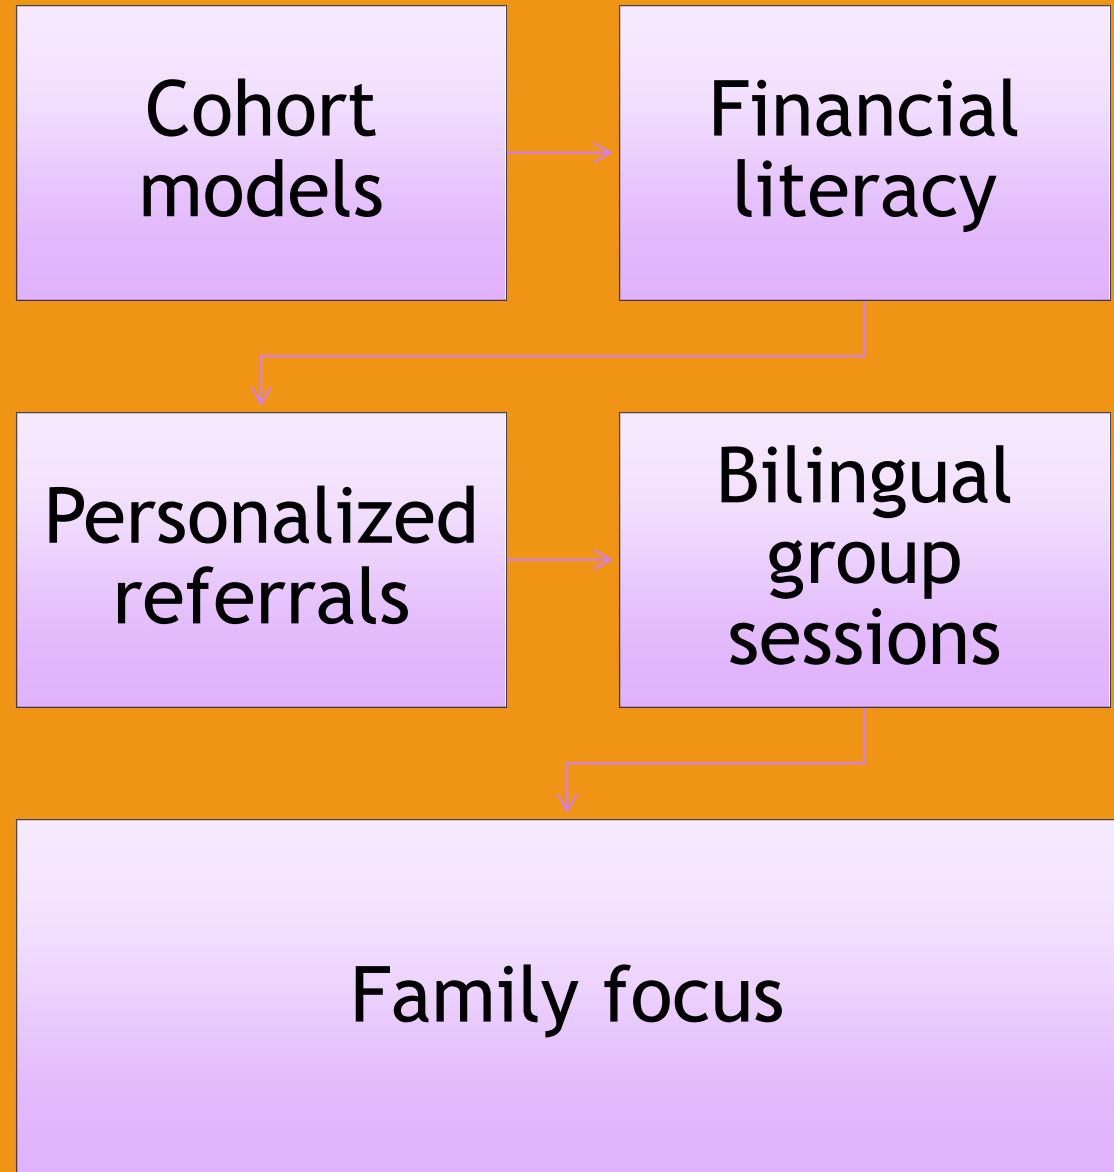 Cohort
models
Financial
literacy
Personalized
referrals
Bilingual
group
sessions
Family focus